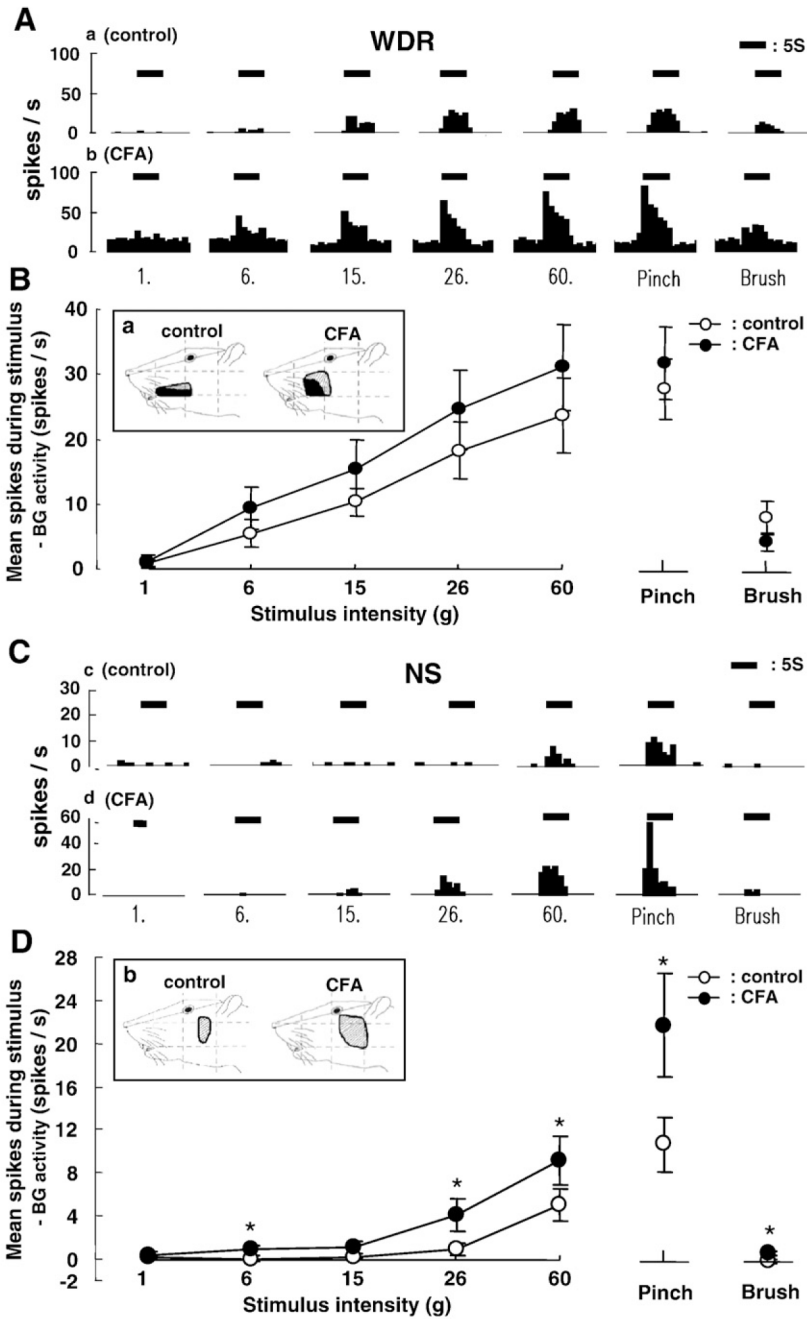 A
a (control)
WDR
: 5S
100
50
0
b (CFA)
100
50
0
spikes / s
1. 6. 15. 26. 60. Pinch Brush
B
40
30
20
10
0
Mean spikes during stimulus
- BG activity (spikes / s)
a
control CFA
: control
: CFA
1 6 15 26 60
Stimulus intensity (g)
Pinch Brush
C
c (control)
NS
: 5S
30
20
10
0
d (CFA)
60
40
20
0
spikes / s
1. 6. 15. 26. 60. Pinch Brush
D
28
24
20
16
12
8
4
0
-2
Mean spikes during stimulus
- BG activity (spikes / s)
b
control CFA
: control
: CFA
* * * * *
1 6 15 26 60
Stimulus intensity (g)
Pinch Brush